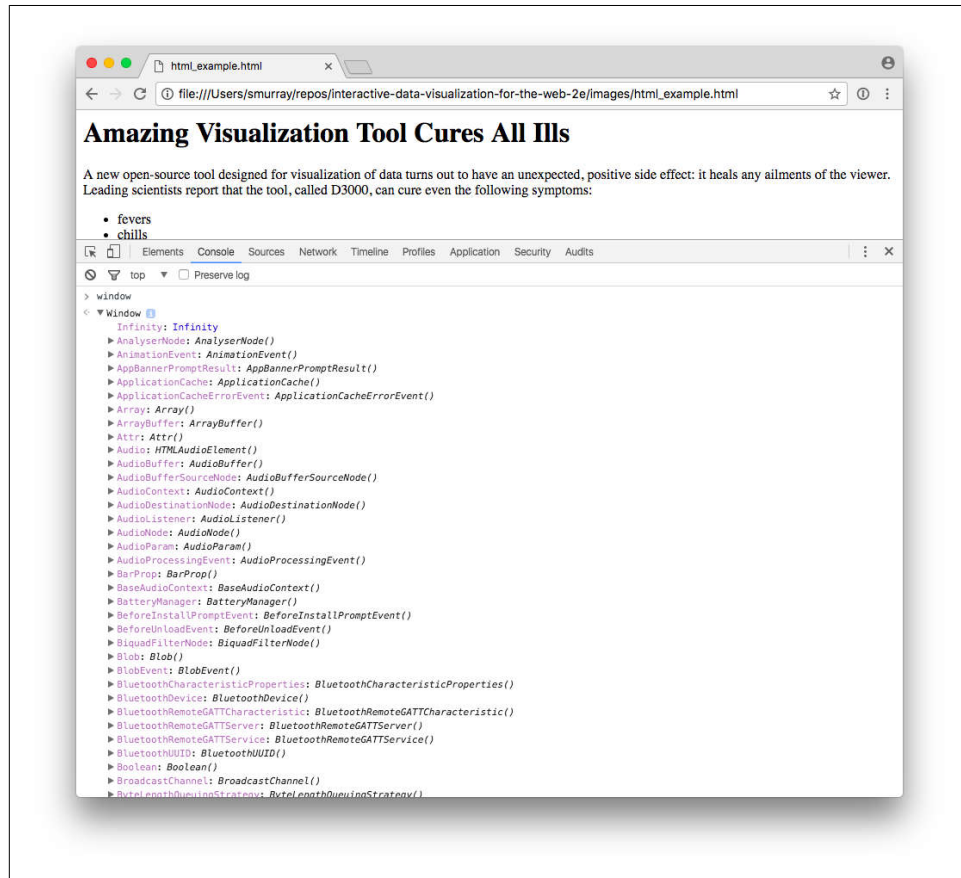 html_example.html
file:///Users/smurray/repos/interactive-data-visualization-for-the-web-2e/images/html_example.html
Amazing Visualization Tool Cures All Ills
A new open-source tool designed for visualization of data turns out to have an unexpected, positive side effect: it heals any ailments of the viewer.
Leading scientists report that the tool, called D3000, can cure even the following symptoms:
• fevers
• chills
Elements Console Sources Network Timeline Profiles Application Security Audits
top ▼ Preserve log
> window
Window
Infinity: Infinity
AnalyserNode: AnalyserNode()
AnimationEvent: AnimationEvent()
AppBannerPromptResult: AppBannerPromptResult()
ApplicationCache: ApplicationCache()
ApplicationCacheErrorEvent: ApplicationCacheErrorEvent()
Array: Array()
ArrayBuffer: ArrayBuffer()
Attr: Attr()
Audio: HTMLAudioElement()
AudioBuffer: AudioBuffer()
AudioBufferSourceNode: AudioBufferSourceNode()
AudioContext: AudioContext()
AudioDestinationNode: AudioDestinationNode()
AudioListener: AudioListener()
AudioNode: AudioNode()
AudioParam: AudioParam()
AudioProcessingEvent: AudioProcessingEvent()
BarProp: BarProp()
BaseAudioContext: BaseAudioContext()
BatteryManager: BatteryManager()
BeforeInstallPromptEvent: BeforeInstallPromptEvent()
BeforeUnloadEvent: BeforeUnloadEvent()
BiquadFilterNode: BiquadFilterNode()
Blob: Blob()
BlobEvent: BlobEvent()
BluetoothCharacteristicProperties: BluetoothCharacteristicProperties()
BluetoothDevice: BluetoothDevice()
BluetoothRemoteGATTCharacteristic: BluetoothRemoteGATTCharacteristic()
BluetoothRemoteGATTServer: BluetoothRemoteGATTServer()
BluetoothRemoteGATTService: BluetoothRemoteGATTService()
BluetoothUUID: BluetoothUUID()
Boolean: Boolean()
BroadcastChannel: BroadcastChannel()
ByteLengthQueuingStrategy: ByteLengthQueuingStrategy()